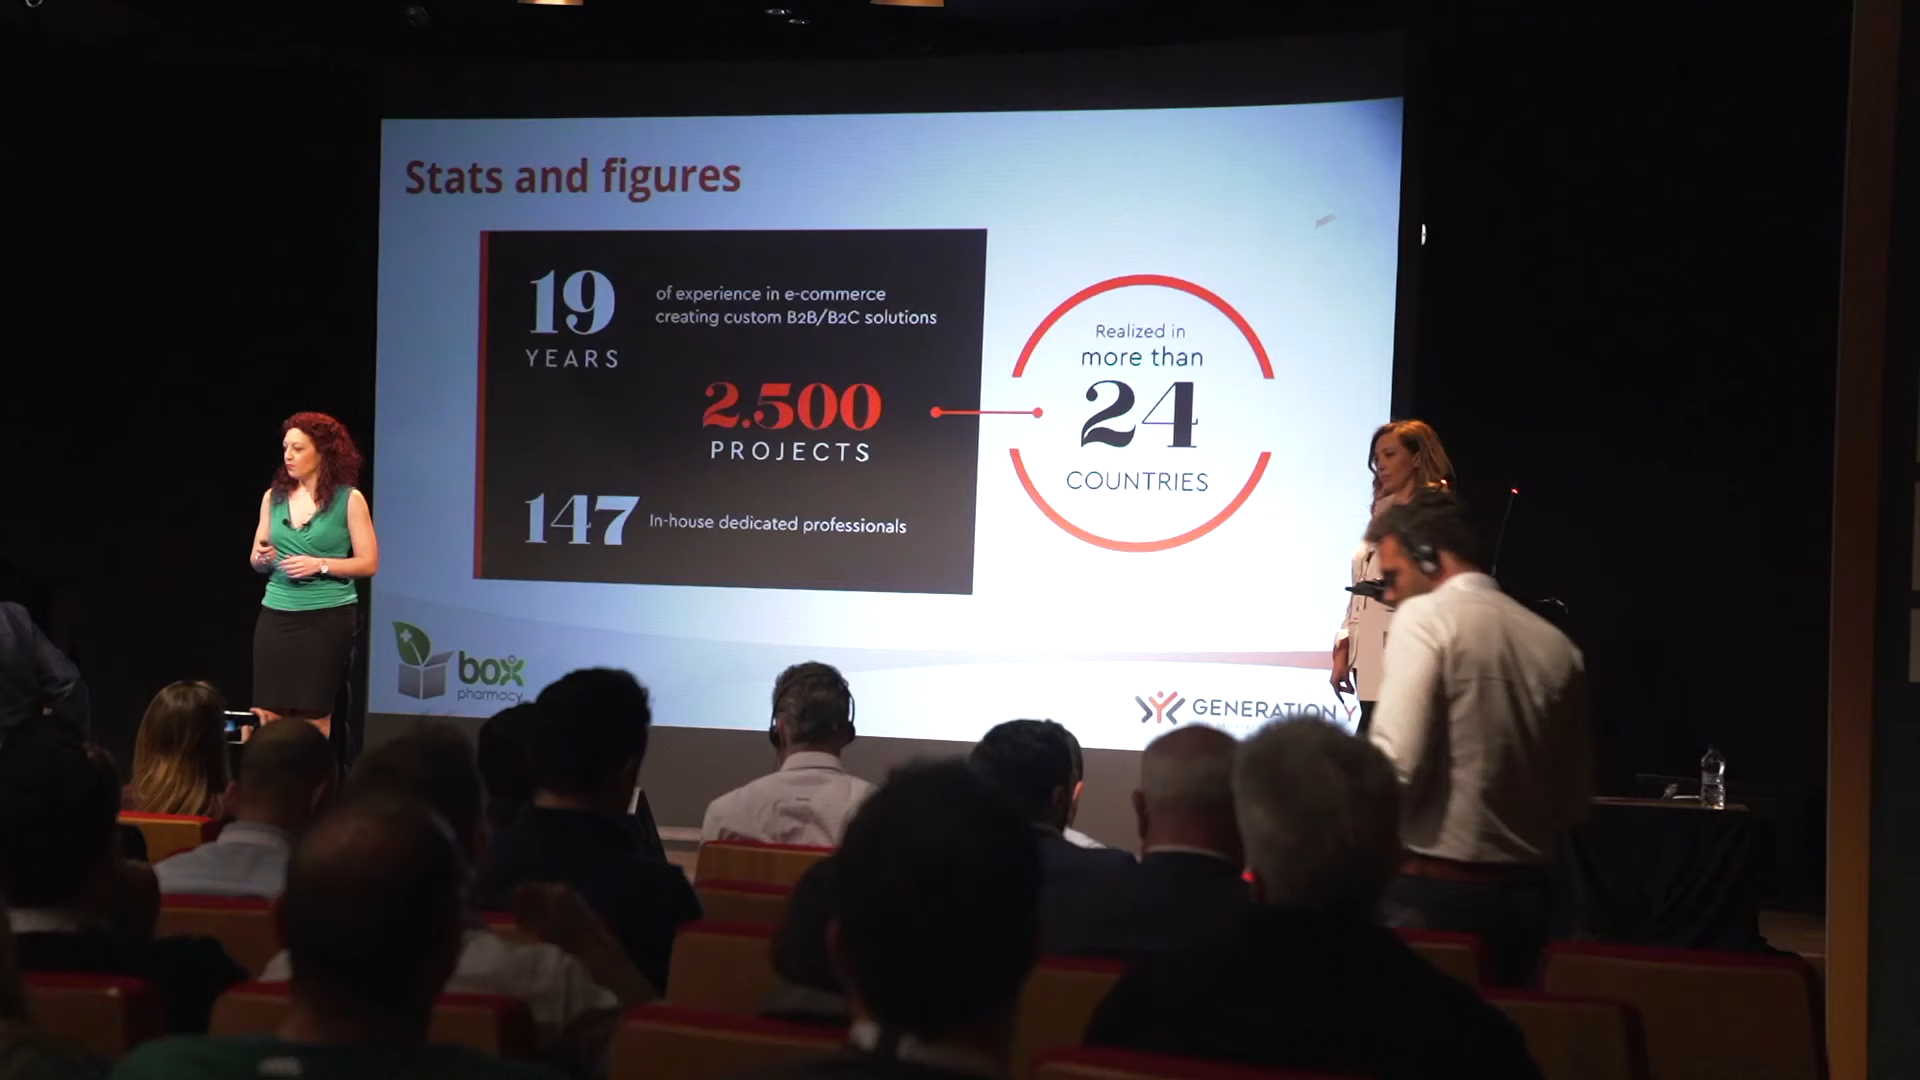 Stats and figures
19
YEARS
of experience in e-commerce
creating custom B2B/B2C solutions
2.500
PROJECTS
147
In-house dedicated professionals
Realized in
more than
24
COUNTRIES
box
pharmacy
GENERATION Y